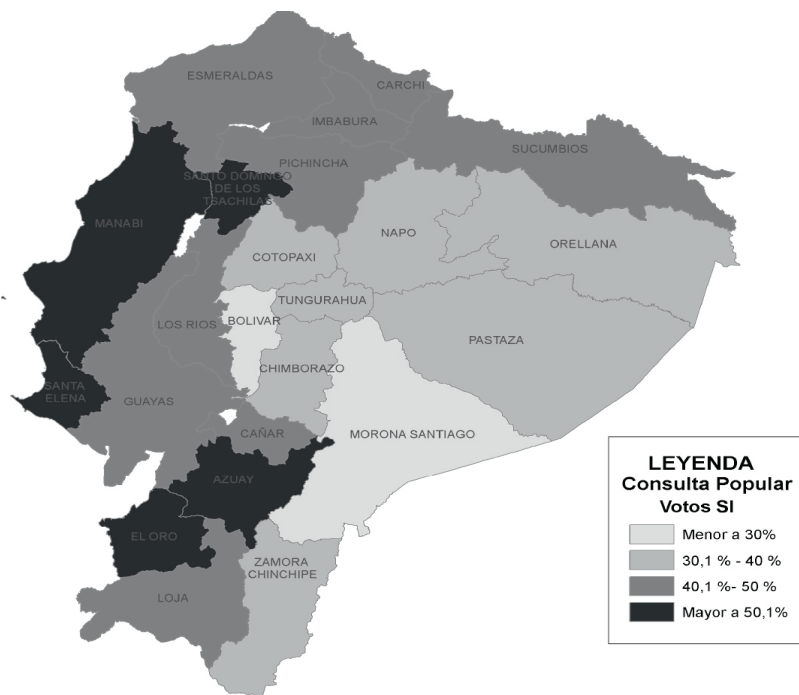 ESMERALDAS
CARCHI
IMBABURA
SUCUMBIOS
PICHINCHA
SANTO DOMINGO
DE LOS
TSACHILAS
MANABI
NAPO
ORELLANA
COTOPAXI
TUNGURAHUA
BOLIVAR
LOS RIOS
PASTAZA
CHIMBORAZO
SANTA
ELENA
GUAYAS
CAÑAR
MORONA SANTIAGO
AZUAY
EL ORO
ZAMORA
CHINCHIPE
LOJA
LEYENDA
Consulta Popular
Votos SI
Menor a 30%
30,1 % - 40 %
40,1 %- 50 %
Mayor a 50,1%